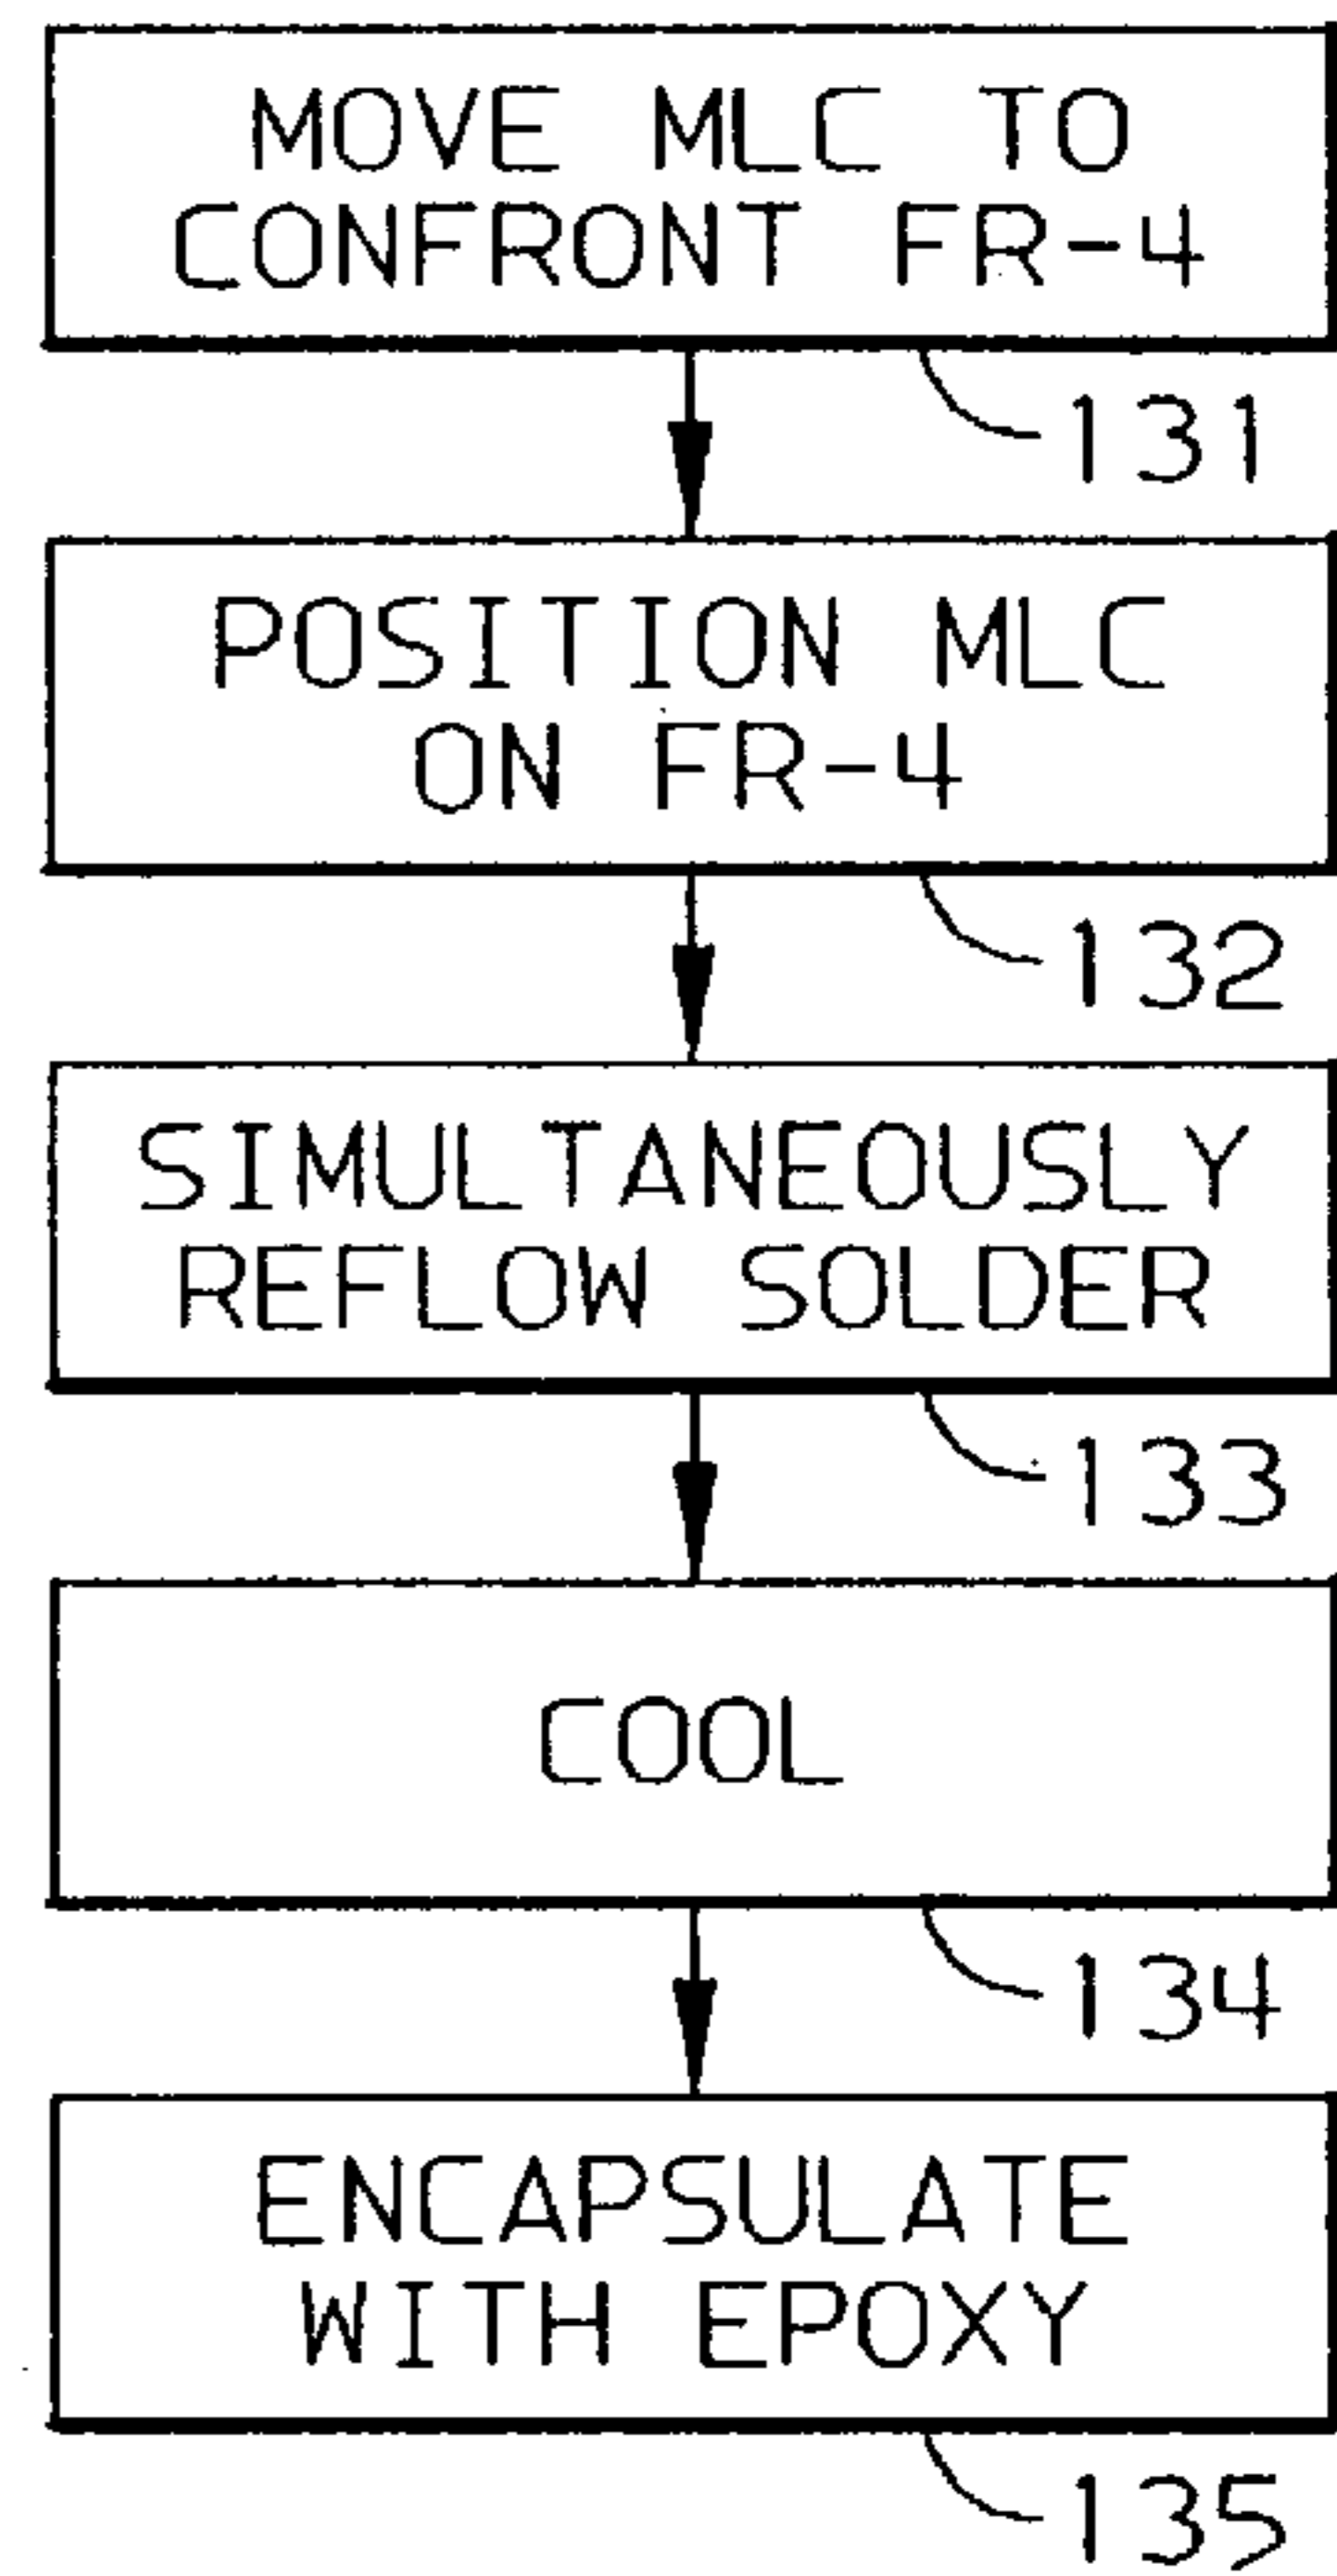 MOVE MLC TO
CONFRONT FR-4
131
POSITION MLC
ON FR-4
132
SIMULTANEOUSLY
REFLOW SOLDER
133
COOL
134
ENCAPSULATE
WITH EPOXY
135